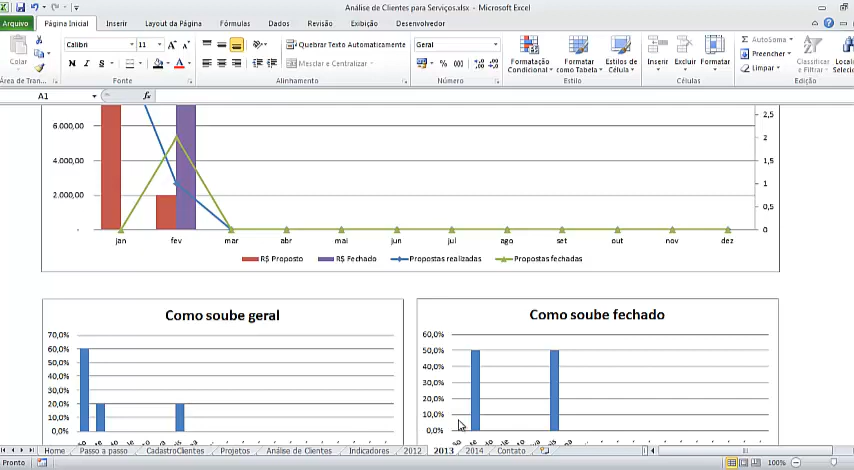 Análise de Clientes para Serviços.xlsx - Microsoft Excel
Arquivo Página Inicial Inserir Layout da Página Fórmulas Dados Revisão Exibição Desenvolvedor
Colar
Calibri 11
Quebrar Texto Automaticamente
Geral
N I S
Mesclar e Centralizar
% 000
Formatação Condicional
Formatar como Tabela
Estilos de Célula
Inserir Excluir Formatar
AutoSoma
Preencher
Limpar
Classificar e Filtrar
Fonte Alinhamento Número Estilo Células Edição
A1 fx
6.000,00
4.000,00
2.000,00
-
2,5
2
1,5
1
0,5
0
jan fev mar abr mai jun jul ago set out nov dez
R$ Proposto R$ Fechado Propostas realizadas Propostas fechadas
Como soube geral
70,0%
60,0%
50,0%
40,0%
30,0%
20,0%
10,0%
0,0%
Como soube fechado
60,0%
50,0%
40,0%
30,0%
20,0%
10,0%
0,0%
Home Passo a passo CadastroClientes Projetos Análise de Clientes Indicadores 2012 2013 2014 Contato
Pronto 100%